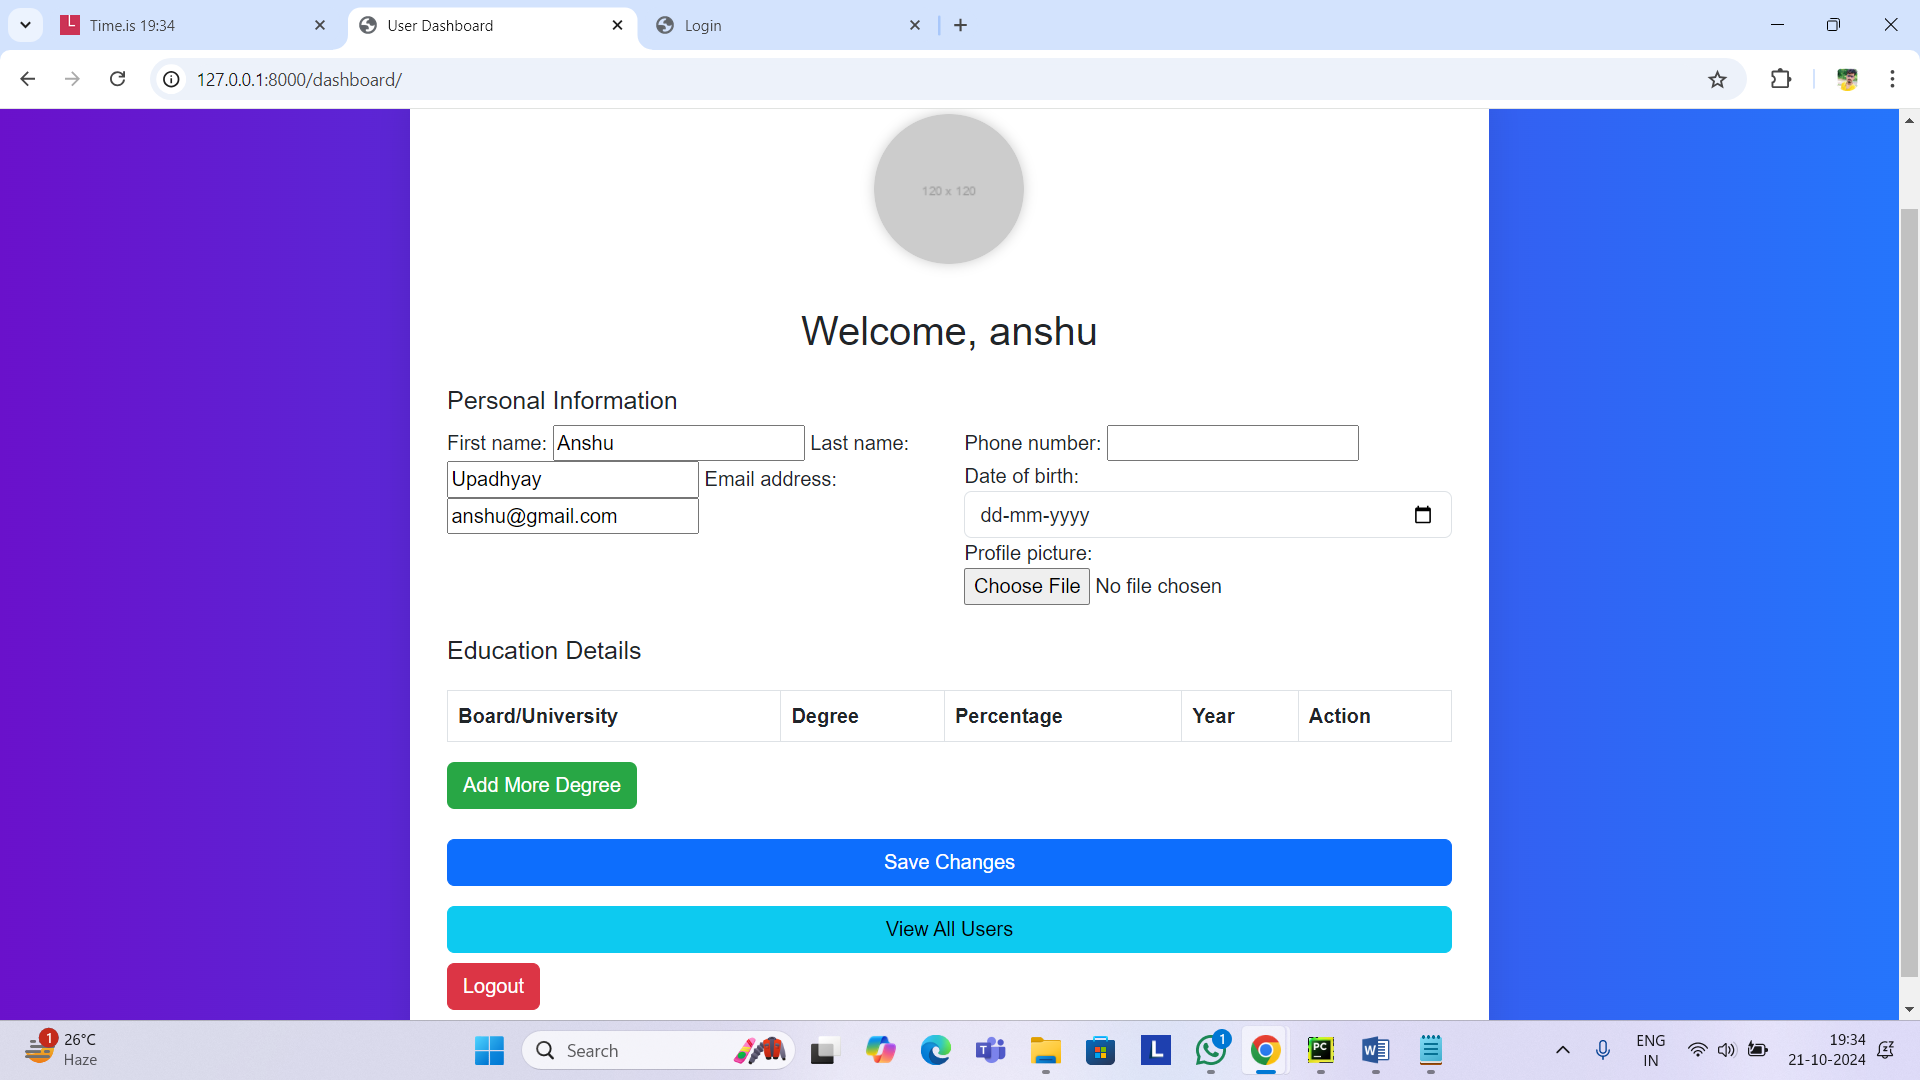 Time.is 19:34
User Dashboard
Login
127.0.0.1:8000/dashboard/
120 x 120
Welcome, anshu
Personal Information
First name: Anshu Last name:
Upadhyay Email address:
anshu@gmail.com
Phone number:
Date of birth:
dd-mm-yyyy
Profile picture:
Choose File No file chosen
Education Details
Board/University Degree Percentage Year Action
Add More Degree
Save Changes
View All Users
Logout
1
26°C
Haze
Search
L
1
PC
ENG
IN
19:34
21-10-2024